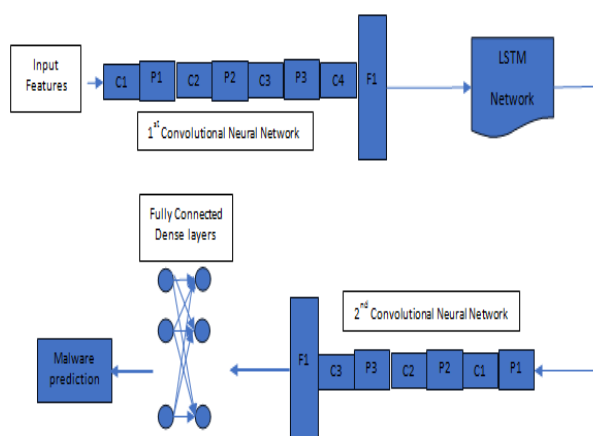 Input
Features
C1 P1 C2 P2 C3 P3 C4 F1
LSTM
Network
1st Convolutional Neural Network
Fully Connected
Dense layers
2nd Convolutional Neural Network
Malware
prediction
F1 C3 P3 C2 P2 C1 P1